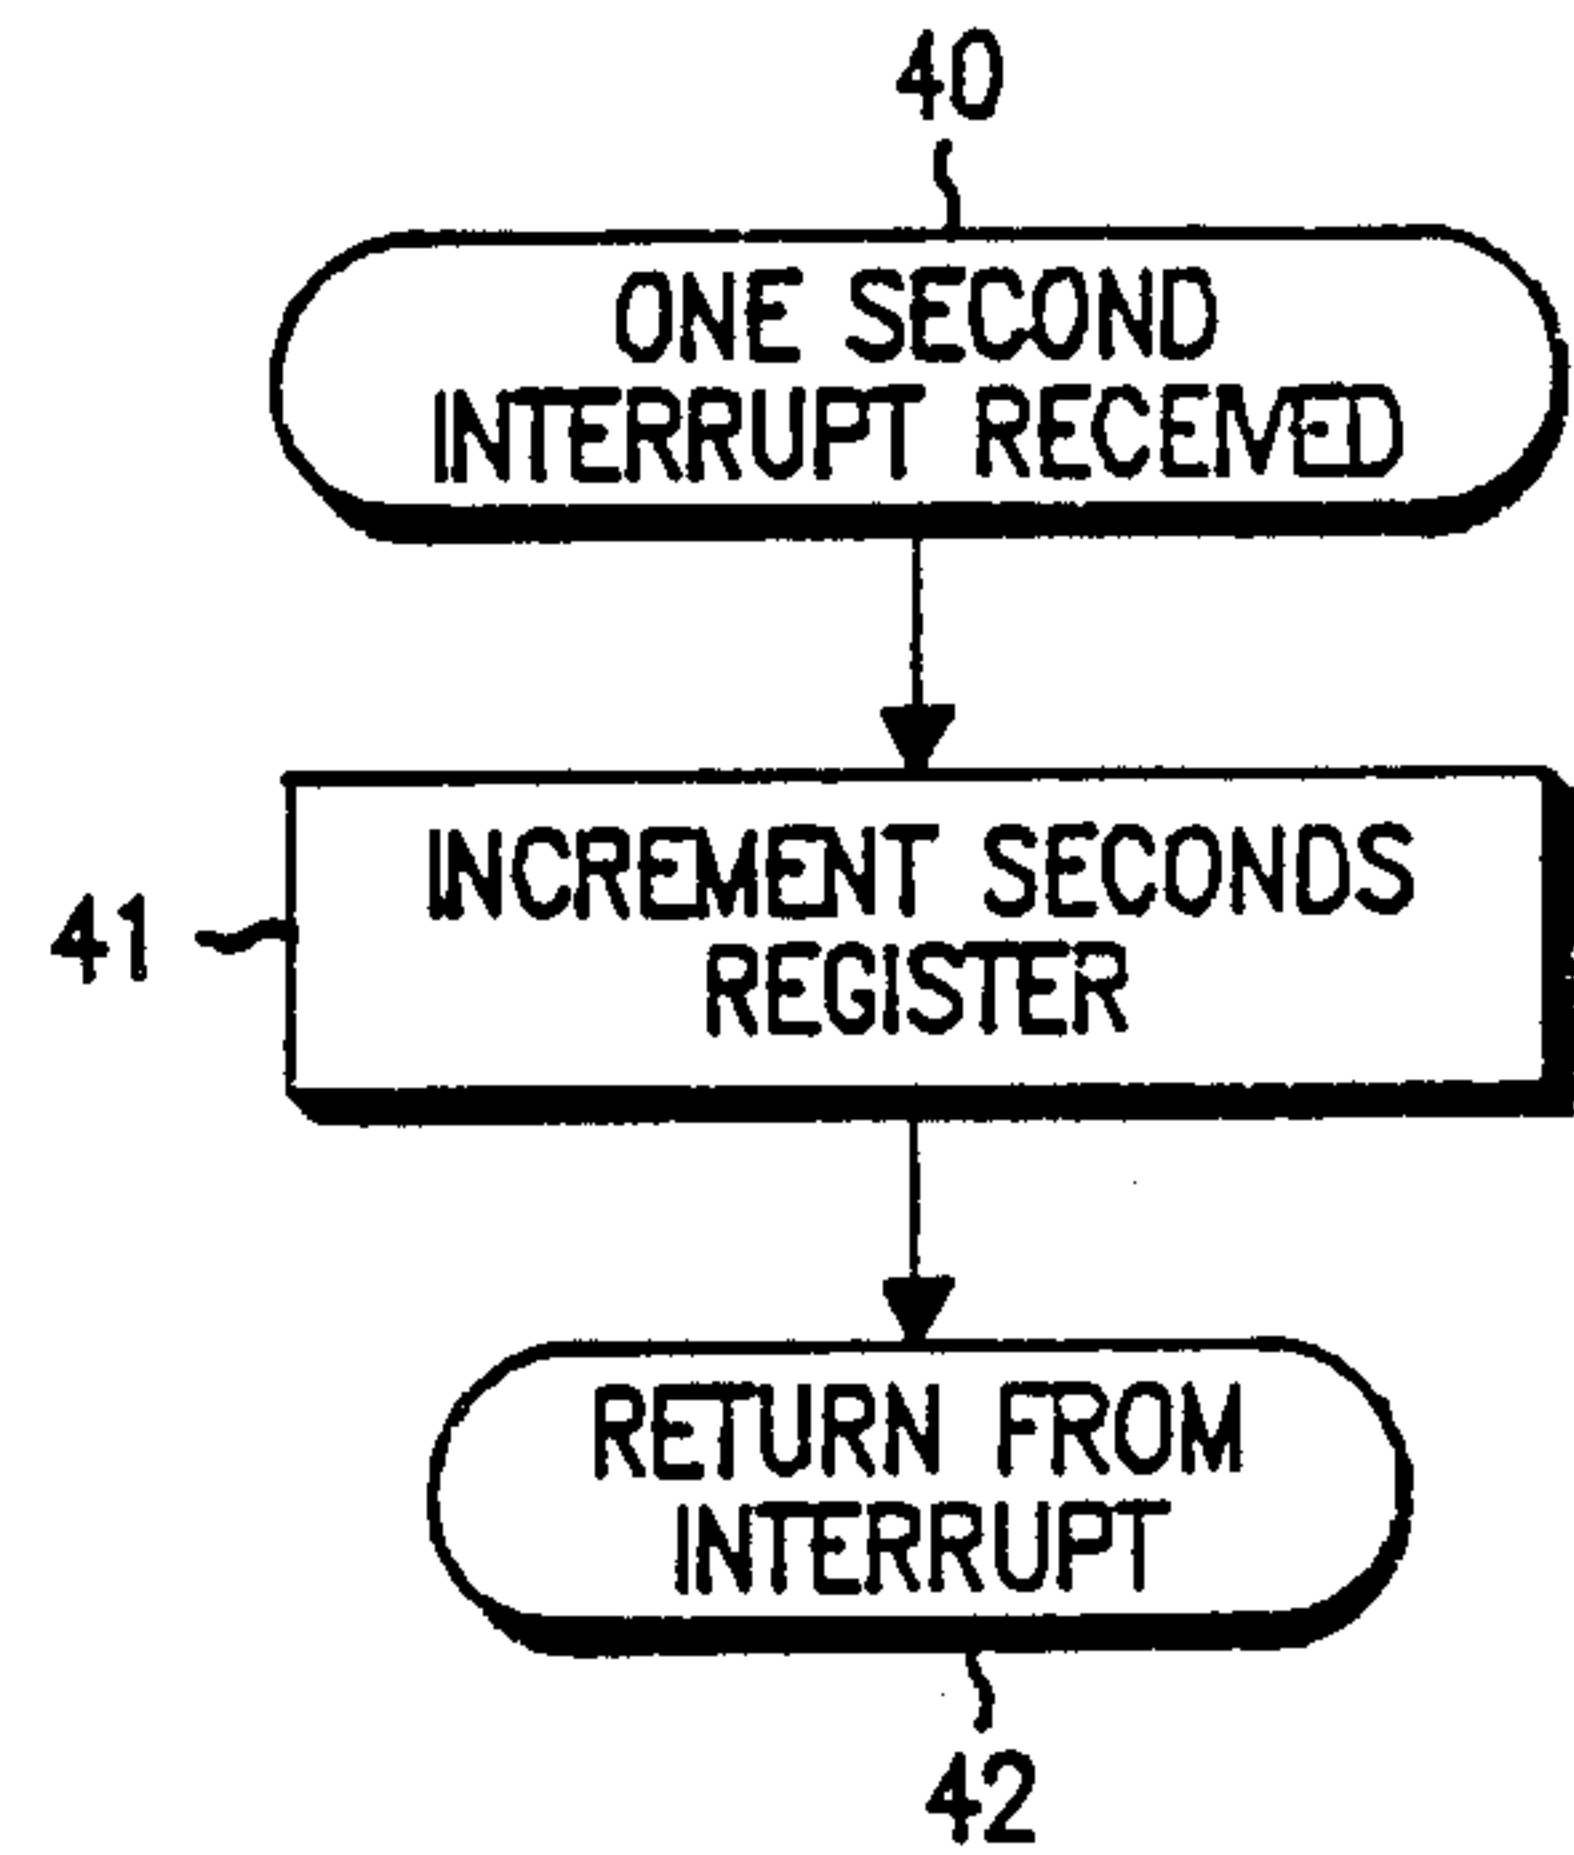 40
ONE SECOND
INTERRUPT RECEIVED
INCREMENT SECONDS
REGISTER
41
RETURN FROM
INTERRUPT
42